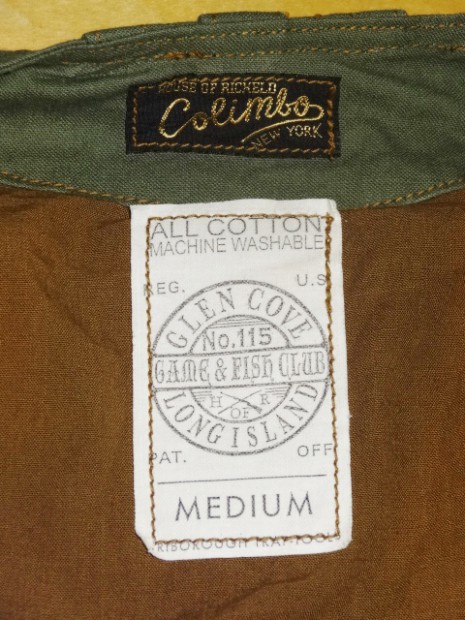 HOUSE OF RICKELD
Colimbo
NEW YORK
ALL COTTON
MACHINE WASHABLE
REG. U.S
GLEN COVE
No.115
GAME & FISH CLUB
H R
OF
LONG ISLAND
PAT. OFF
MEDIUM